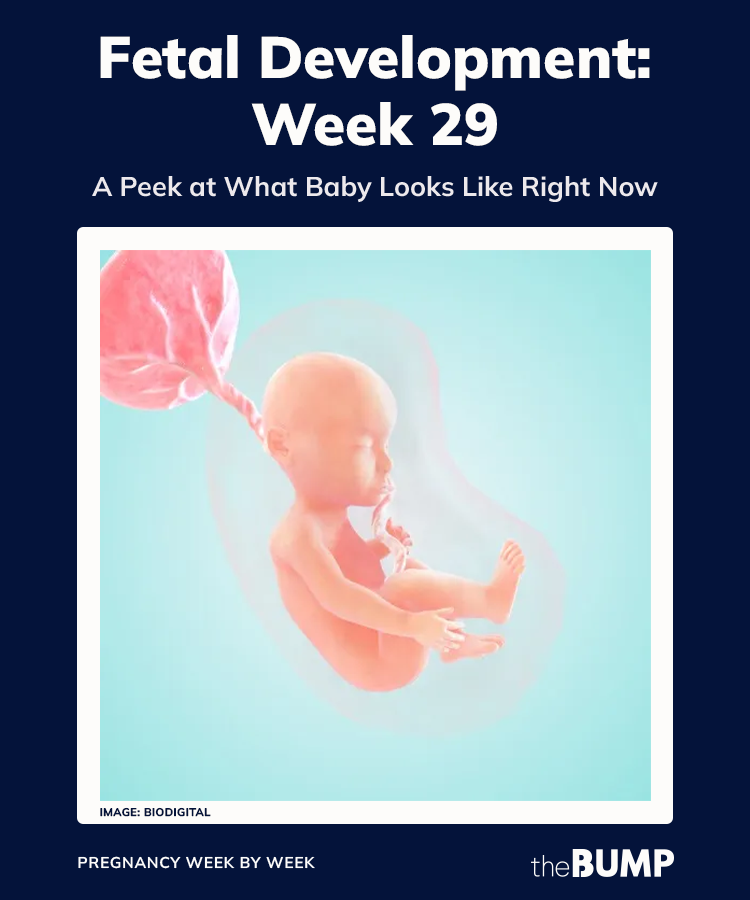 Fetal Development:
Week 29
A Peek at What Baby Looks Like Right Now
IMAGE: BIODIGITAL
PREGNANCY WEEK BY WEEK
theBUMP